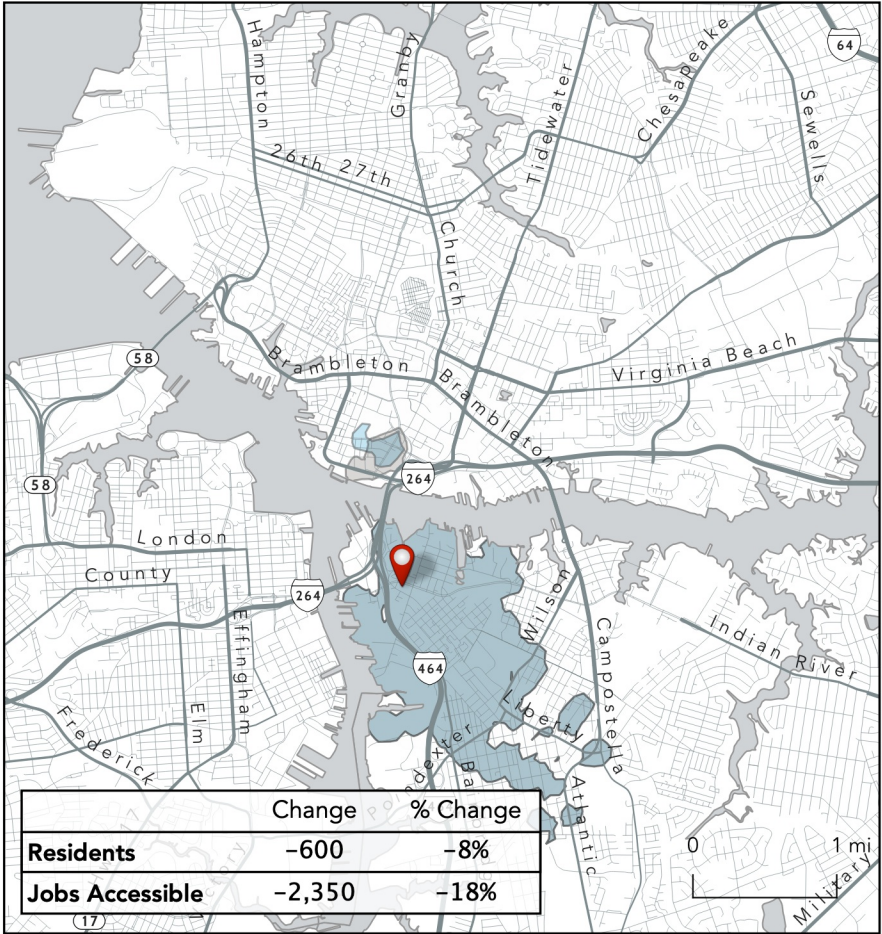 Hampton
Granby
Tidewater
Chesapeake
64
Sewells
26th 27th
Church
58
Brambleton
Brambleton
Virginia Beach
264
58
London
County
264
Effingham
Wilson
Campostella
Indian River
464
Elm
Frederick
Liberty
Poindexter
Atlantic
Change % Change
Residents -600 -8%
Jobs Accessible -2,350 -18%
0 1 mi
Military
17